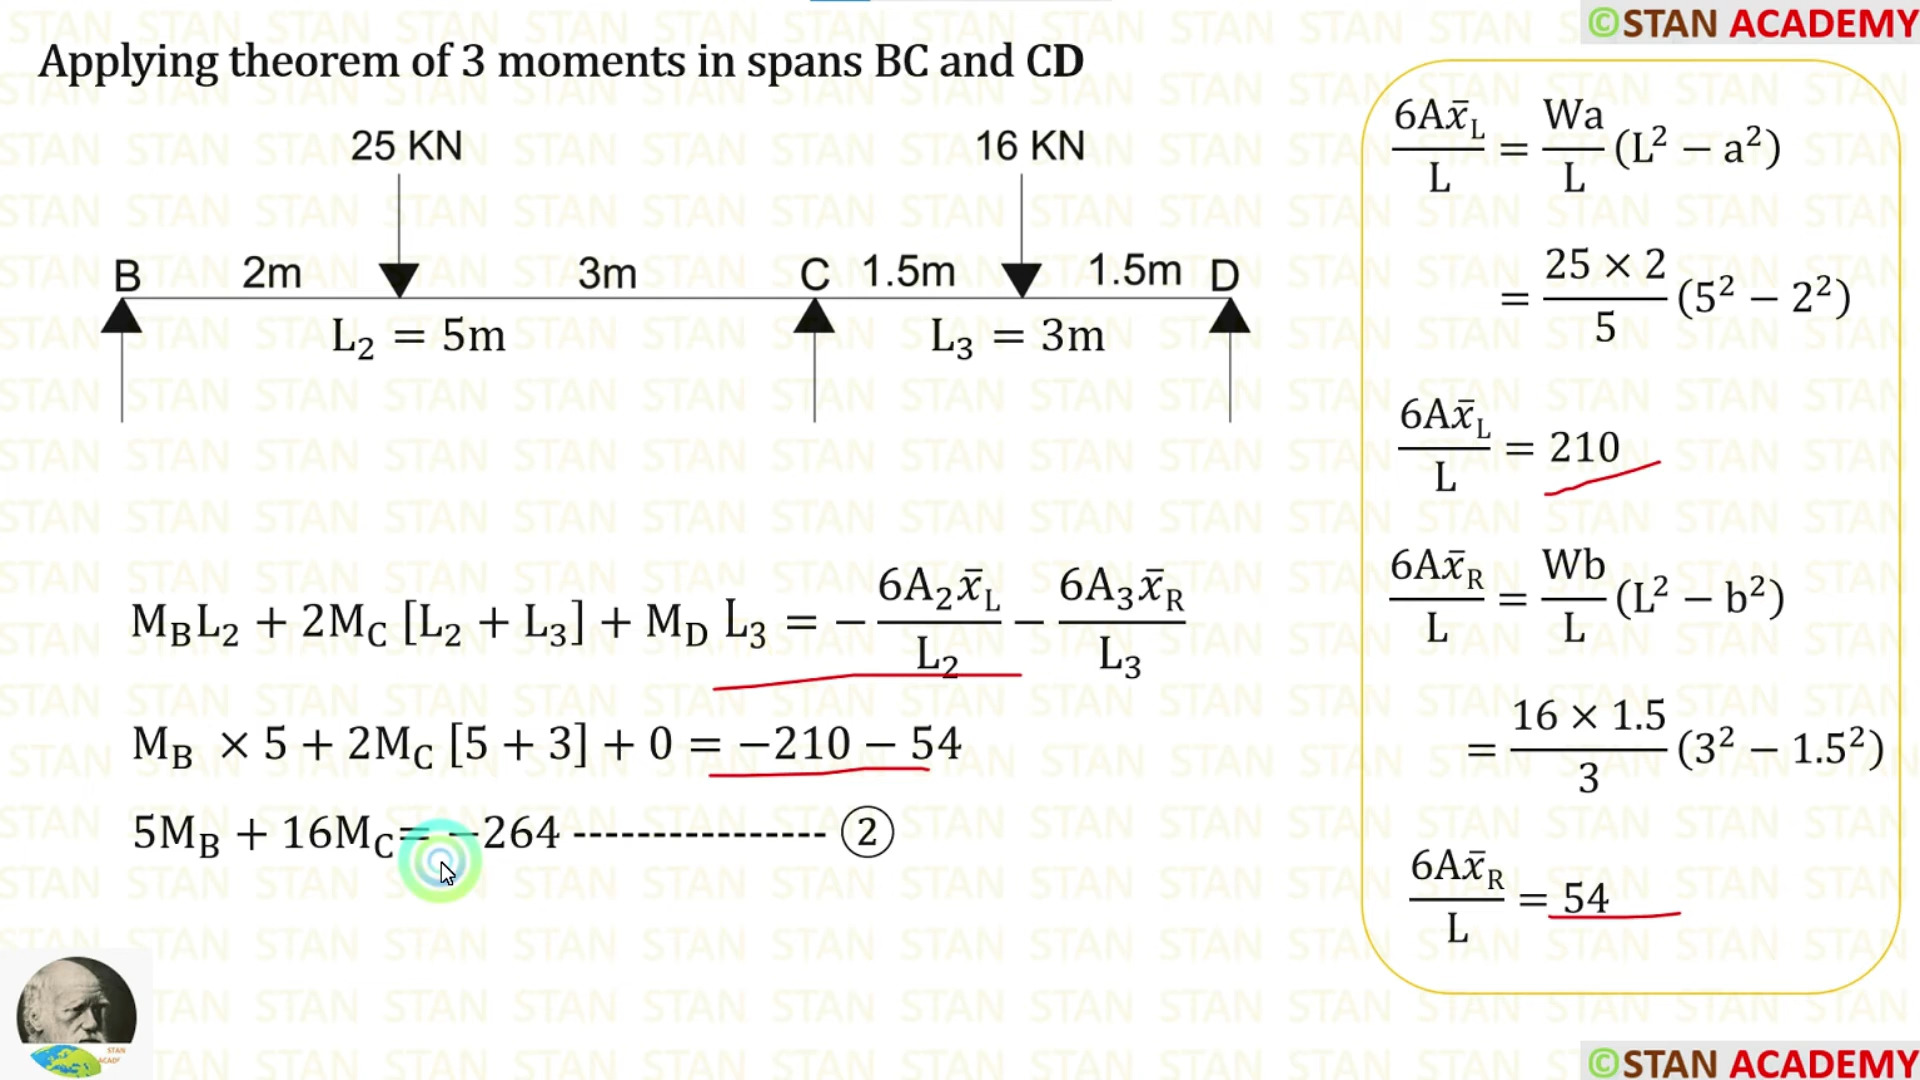 ©STAN ACADEMY
Applying theorem of 3 moments in spans BC and CD
25 KN 16 KN
B 2m 3m C 1.5m 1.5m D
L₂ = 5m L₃ = 3m
M_B L₂ + 2M_C [L₂ + L₃] + M_D L₃ = − 6A₂x̄_L / L₂ − 6A₃x̄_R / L₃
M_B × 5 + 2M_C [5 + 3] + 0 = −210 − 54
5M_B + 16M_C = −264 ---------------- ②
6Ax̄_L / L = Wa / L (L² − a²)
= 25 × 2 / 5 (5² − 2²)
6Ax̄_L / L = 210
6Ax̄_R / L = Wb / L (L² − b²)
= 16 × 1.5 / 3 (3² − 1.5²)
6Ax̄_R / L = 54
STAN
ACADY
©STAN ACADEMY